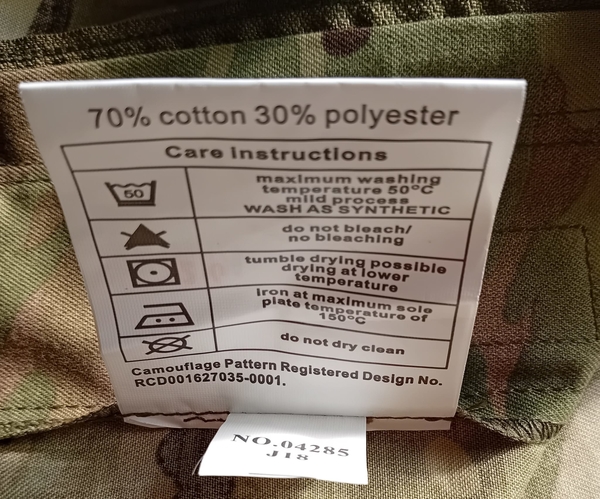 70% cotton 30% polyester
Care instructions
50
maximum washing
temperature 50°C
mild process
WASH AS SYNTHETIC
do not bleach/
no bleaching
tumble drying possible
drying at lower
temperature
iron at maximum sole
plate temperature of
150°C
do not dry clean
Camouflage Pattern Registered Design No.
RCD001627035-0001.
NO.04285
J18